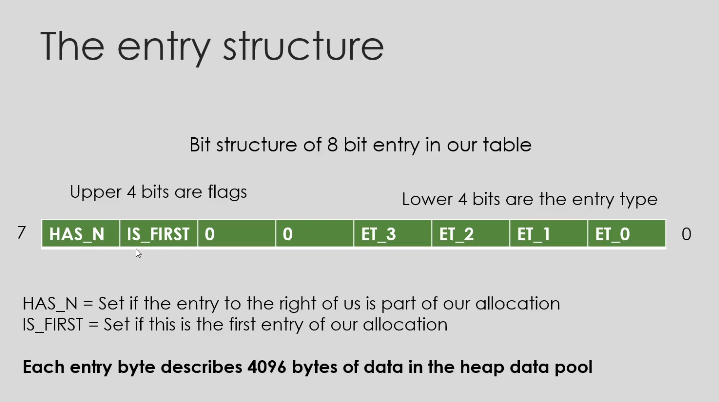 The entry structure
Bit structure of 8 bit entry in our table
Upper 4 bits are flags
Lower 4 bits are the entry type
7 HAS_N IS_FIRST 0 0 ET_3 ET_2 ET_1 ET_0 0
HAS_N = Set if the entry to the right of us is part of our allocation
IS_FIRST = Set if this is the first entry of our allocation
Each entry byte describes 4096 bytes of data in the heap data pool